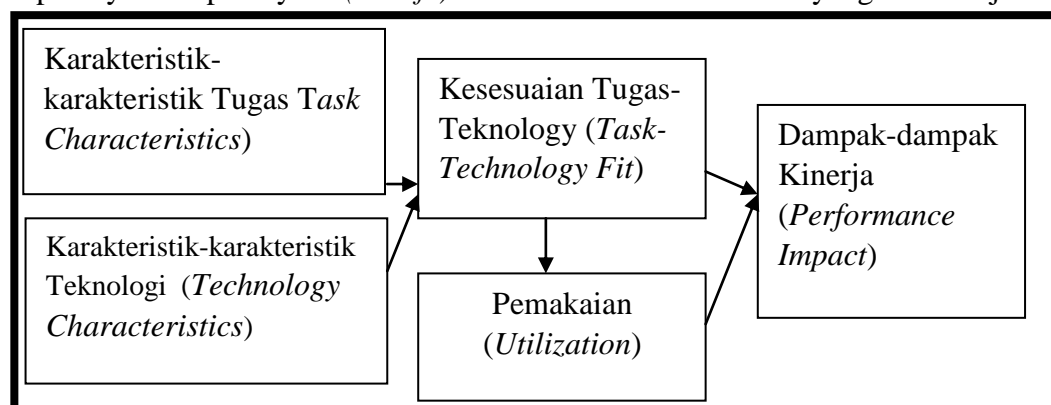 Karakteristik-
karakteristik Tugas Task
Characteristics)
Karakteristik-karakteristik
Teknologi (Technology
Characteristics)
Kesesuaian Tugas-
Teknology (Task-
Technology Fit)
Pemakaian
(Utilization)
Dampak-dampak
Kinerja
(Performance
Impact)